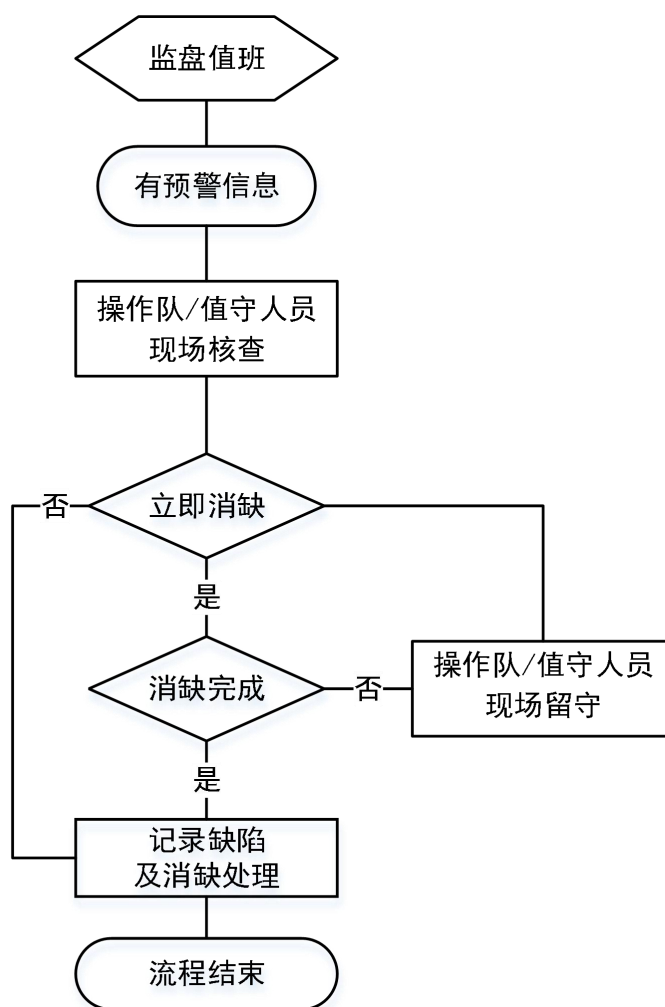 监盘值班
有预警信息
操作队/值守人员
现场核查
否
立即消缺
是
操作队/值守人员
现场留守
消缺完成
否
是
记录缺陷
及消缺处理
流程结束